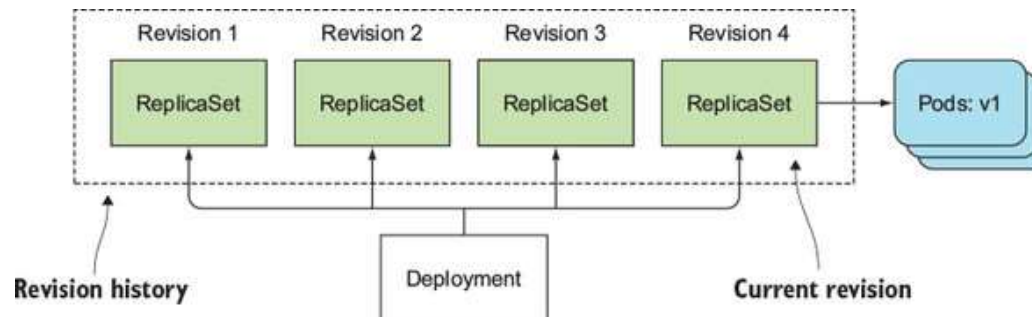 Revision 1
Revision 2
Revision 3
Revision 4
ReplicaSet
ReplicaSet
ReplicaSet
ReplicaSet
Pods: v1
Deployment
Revision history
Current revision